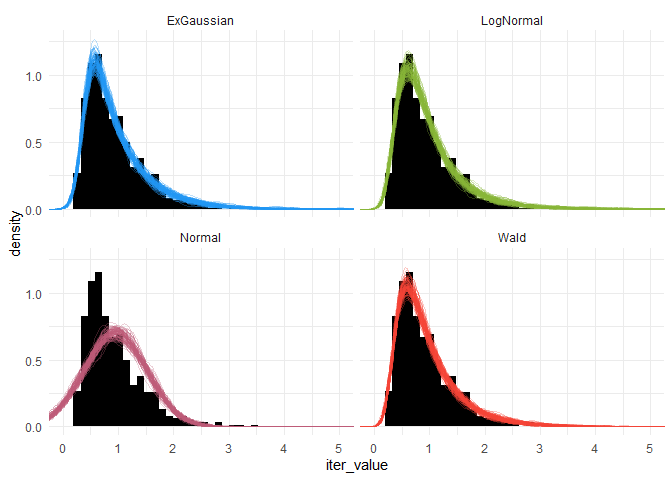 ExGaussian
LogNormal
1.0
0.5
0.0
density
Normal
Wald
1.0
0.5
0.0
0 1 2 3 4 5
0 1 2 3 4 5
iter_value